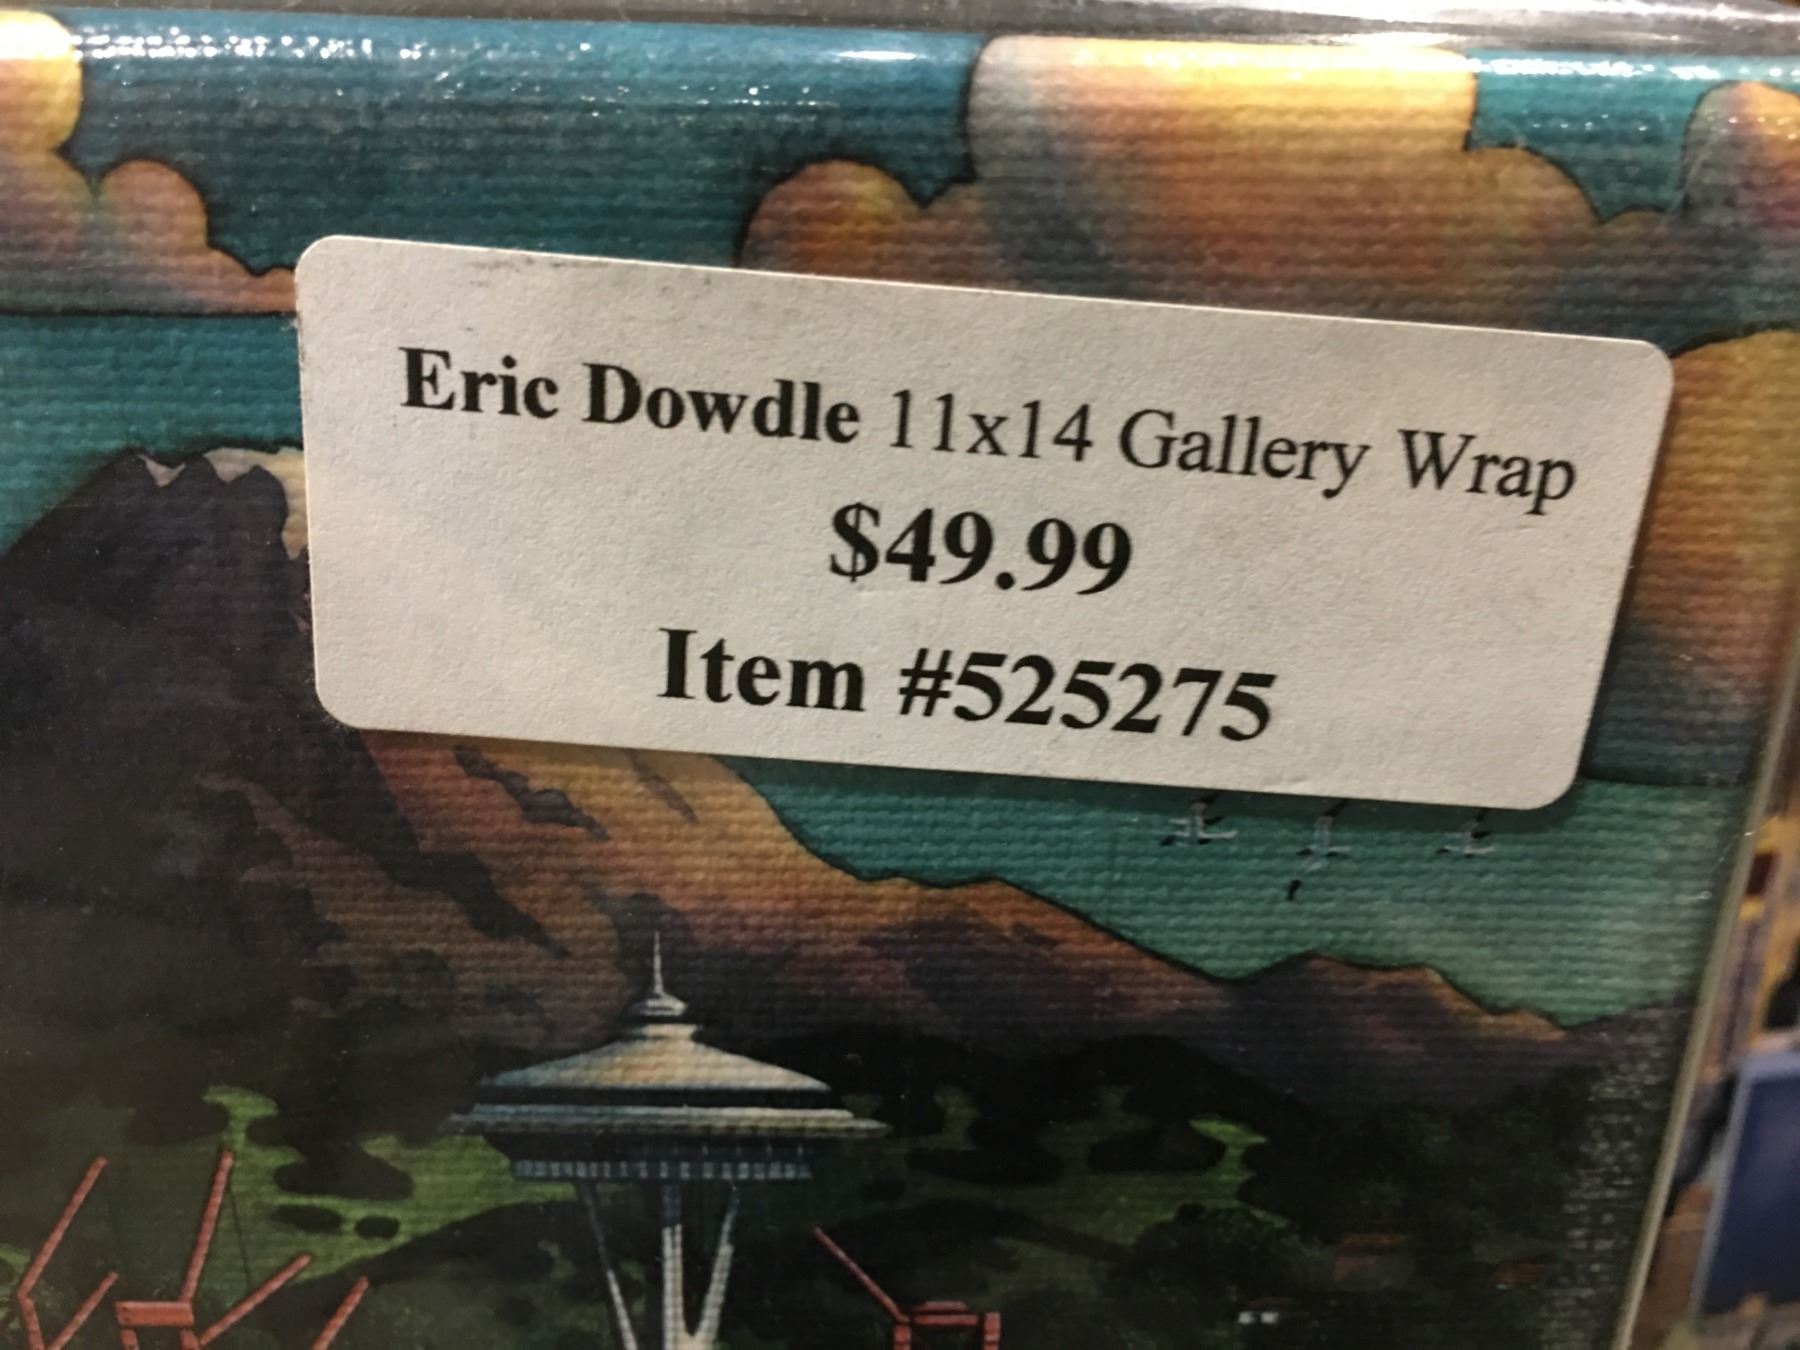 Eric Dowdle 11x14 Gallery Wrap
$49.99
Item #525275